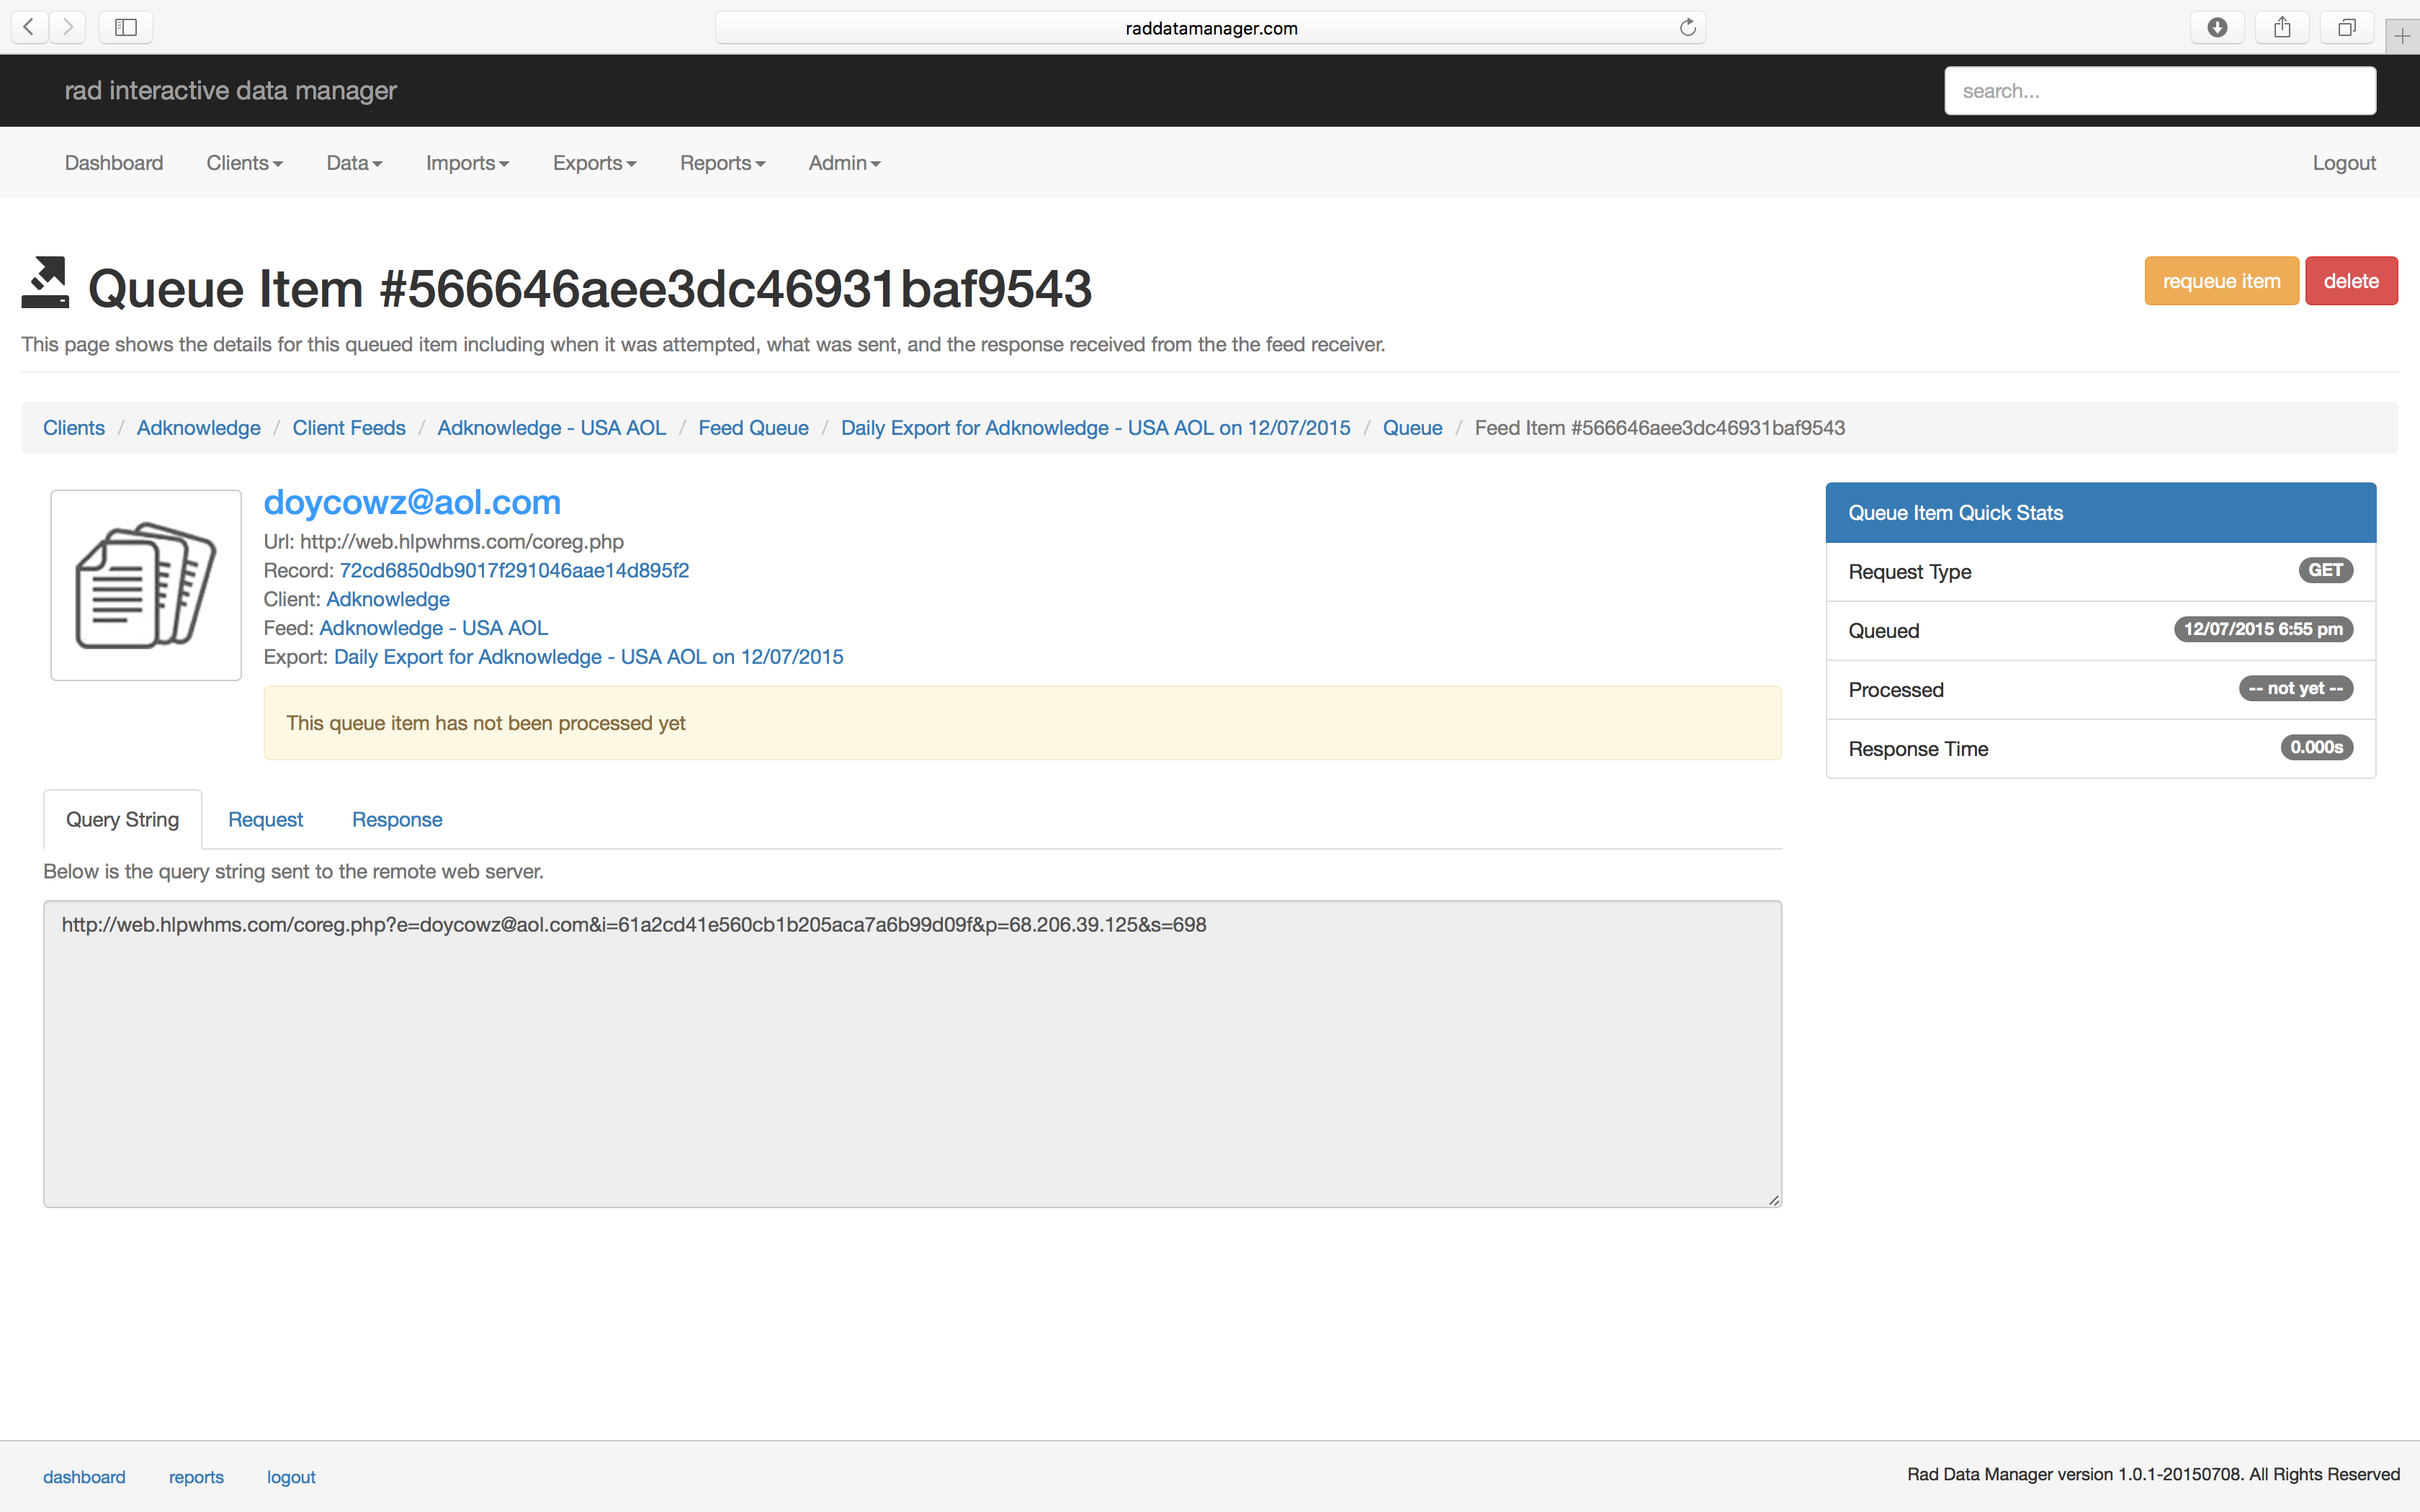 raddatamanager.com
rad interactive data manager
search...
Dashboard Clients Data Imports Exports Reports Admin Logout
Queue Item #566646aee3dc46931baf9543
requeue item delete
This page shows the details for this queued item including when it was attempted, what was sent, and the response received from the the feed receiver.
Clients / Adknowledge / Client Feeds / Adknowledge - USA AOL / Feed Queue / Daily Export for Adknowledge - USA AOL on 12/07/2015 / Queue / Feed Item #566646aee3dc46931baf9543
doycowz@aol.com
Url: http://web.hlpwhms.com/coreg.php
Record: 72cd6850db9017f291046aae14d895f2
Client: Adknowledge
Feed: Adknowledge - USA AOL
Export: Daily Export for Adknowledge - USA AOL on 12/07/2015
This queue item has not been processed yet
Queue Item Quick Stats
Request Type GET
Queued 12/07/2015 6:55 pm
Processed -- not yet --
Response Time 0.000s
Query String Request Response
Below is the query string sent to the remote web server.
http://web.hlpwhms.com/coreg.php?e=doycowz@aol.com&i=61a2cd41e560cb1b205aca7a6b99d09f&p=68.206.39.125&s=698
dashboard reports logout
Rad Data Manager version 1.0.1-20150708. All Rights Reserved